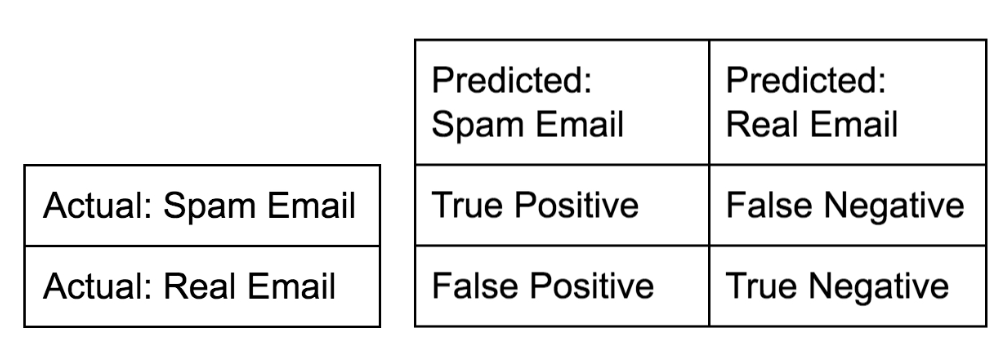 Predicted:
Spam Email
Predicted:
Real Email
Actual: Spam Email
True Positive
False Negative
Actual: Real Email
False Positive
True Negative